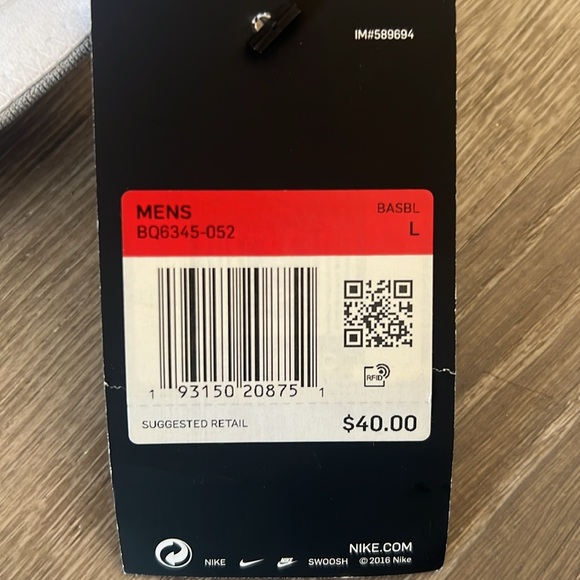 IM#589694
MENS BASBL
BQ6345-052 L
1 93150 20875 1
RFID
SUGGESTED RETAIL $40.00
NIKE.COM
NIKE SWOOSH © 2016 Nike